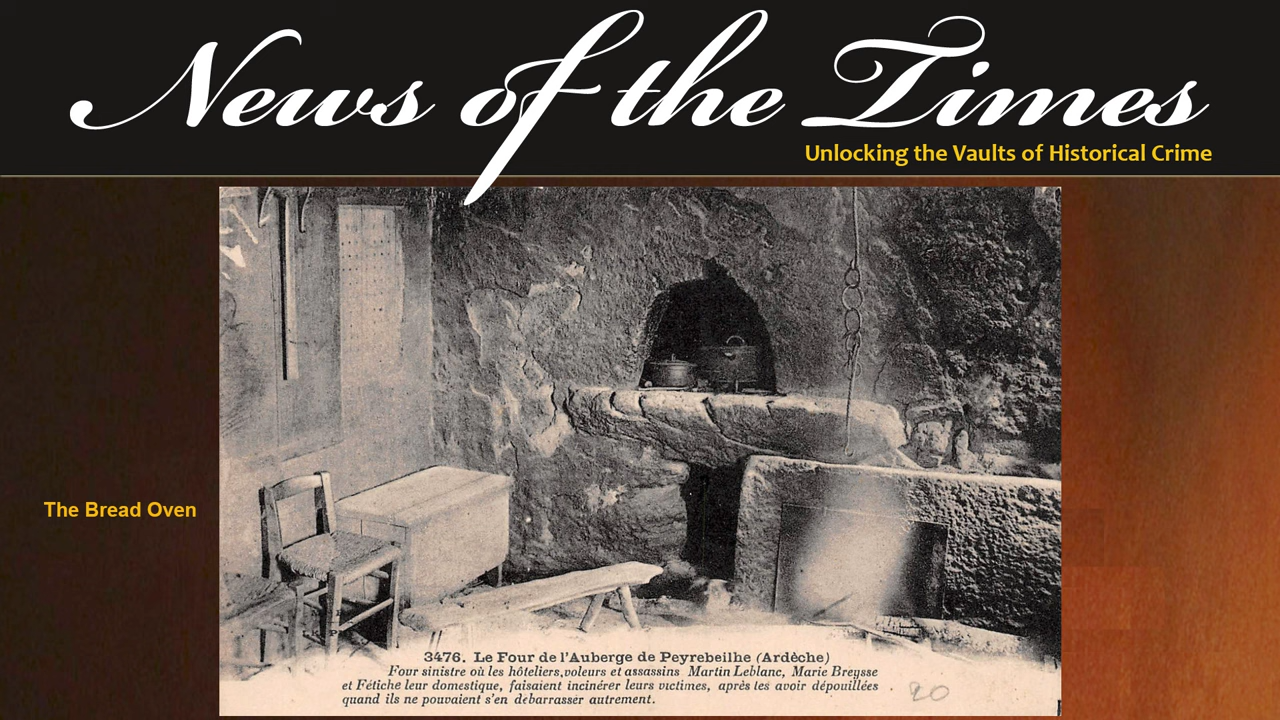 News of the Times
Unlocking the Vaults of Historical Crime
The Bread Oven
3476. Le Four de l'Auberge de Peyrebeilhe (Ardèche)
Four sinistre où les hôteliers, voleurs et assassins Martin Leblanc, Marie Breysse
et Fétiche leur domestique, faisaient incinérer leurs victimes, après les avoir dépouillées
quand ils ne pouvaient s'en débarrasser autrement.
20